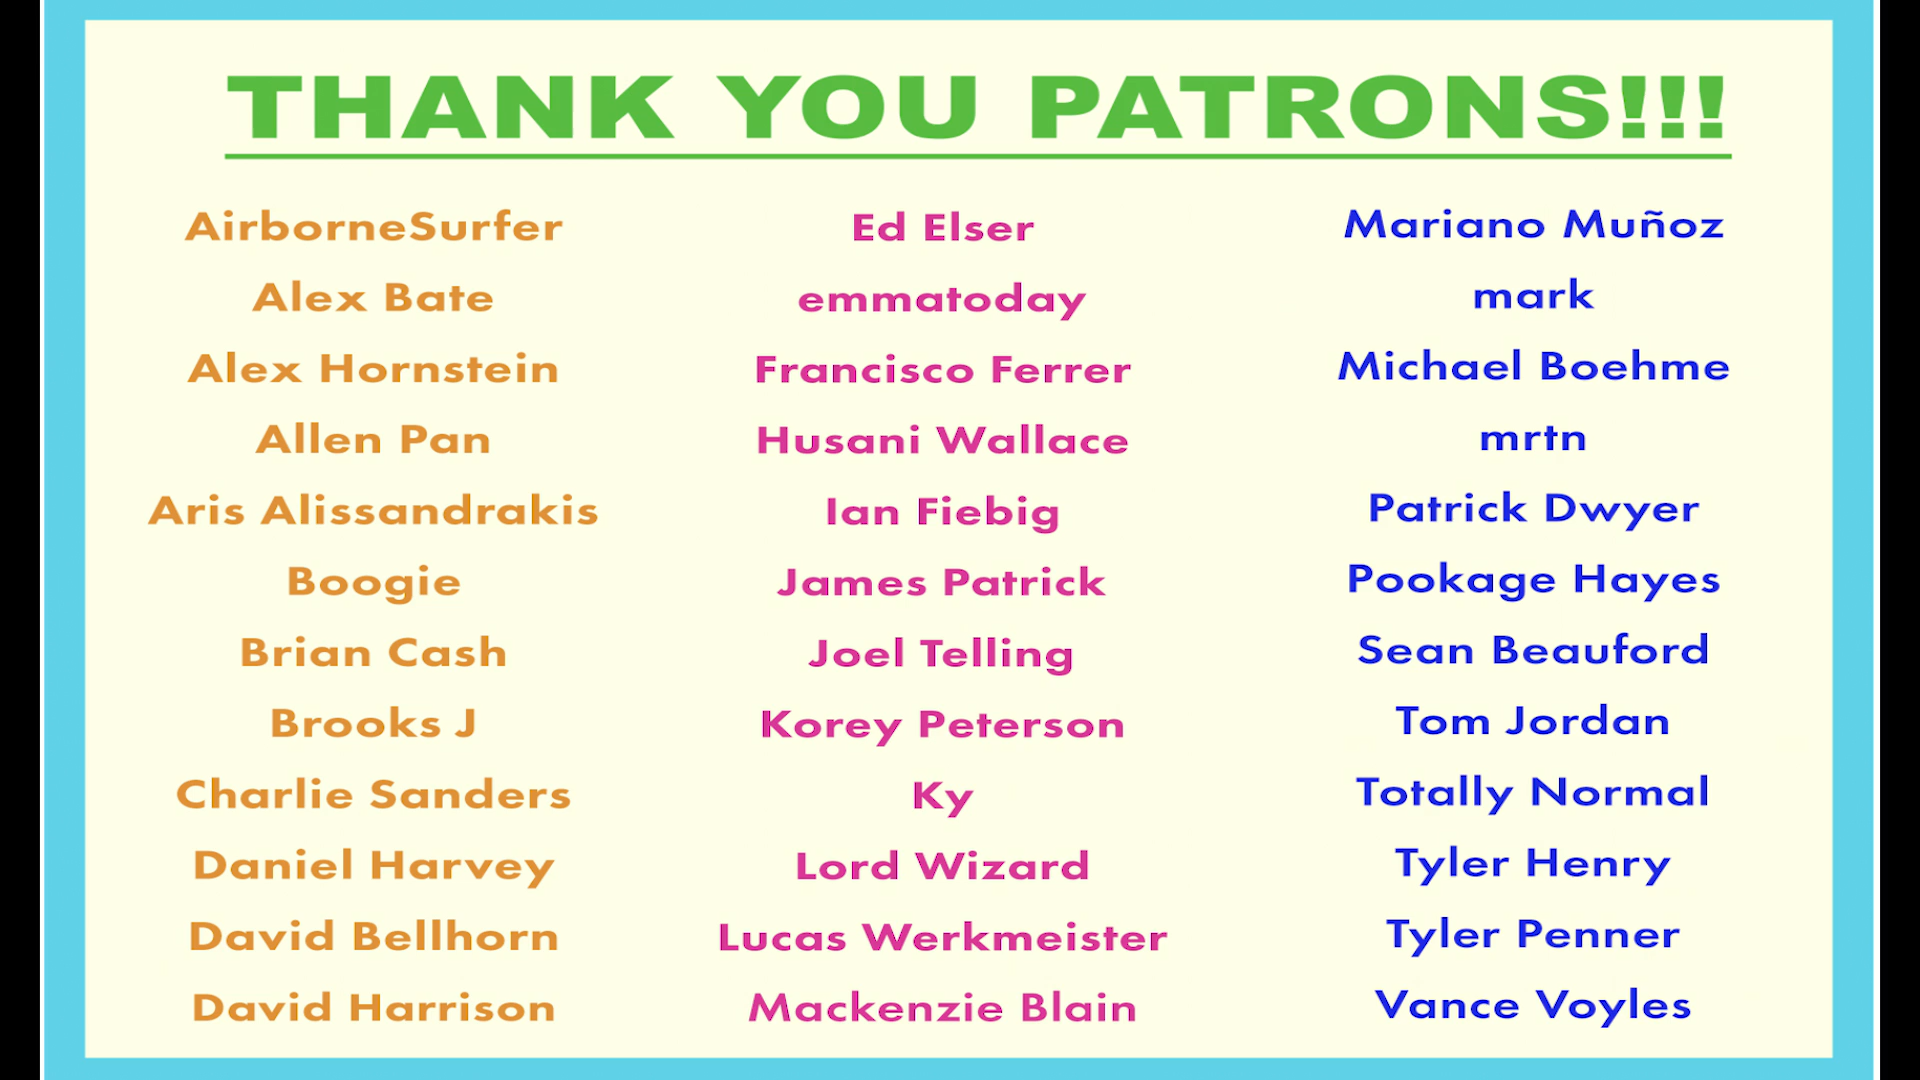 THANK YOU PATRONS!!!
AirborneSurfer
Alex Bate
Alex Hornstein
Allen Pan
Aris Alissandrakis
Boogie
Brian Cash
Brooks J
Charlie Sanders
Daniel Harvey
David Bellhorn
David Harrison
Ed Elser
emmatoday
Francisco Ferrer
Husani Wallace
Ian Fiebig
James Patrick
Joel Telling
Korey Peterson
Ky
Lord Wizard
Lucas Werkmeister
Mackenzie Blain
Mariano Muñoz
mark
Michael Boehme
mrtn
Patrick Dwyer
Pookage Hayes
Sean Beauford
Tom Jordan
Totally Normal
Tyler Henry
Tyler Penner
Vance Voyles